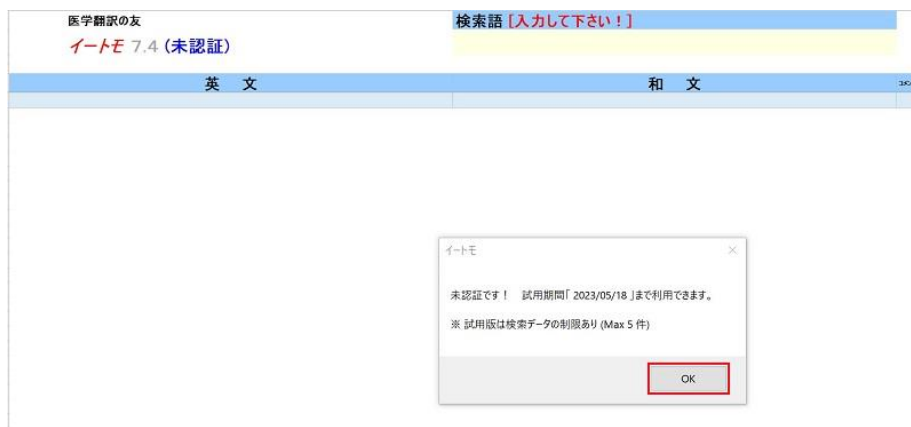 医学翻訳の友
イートモ 7.4 (未認証)
検索語 [入力して下さい！]
英 文
和 文
イートモ
未認証です！ 試用期間「 2023/05/18 」まで利用できます。
※ 試用版は検索データの制限あり (Max 5 件)
OK